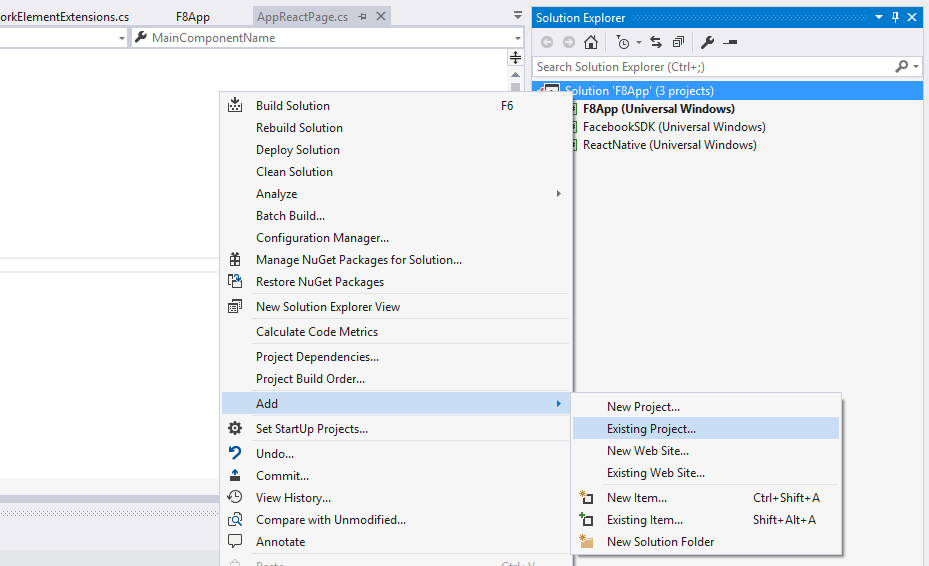 orkElementExtensions.cs
F8App
AppReactPage.cs
MainComponentName
Solution Explorer
Search Solution Explorer (Ctrl+;)
Solution 'F8App' (3 projects)
F8App (Universal Windows)
FacebookSDK (Universal Windows)
ReactNative (Universal Windows)
Build Solution F6
Rebuild Solution
Deploy Solution
Clean Solution
Analyze
Batch Build...
Configuration Manager...
Manage NuGet Packages for Solution...
Restore NuGet Packages
New Solution Explorer View
Calculate Code Metrics
Project Dependencies...
Project Build Order...
Add
Set StartUp Projects...
Undo...
Commit...
View History...
Compare with Unmodified...
Annotate
Paste Ctrl+V
New Project...
Existing Project...
New Web Site...
Existing Web Site...
New Item... Ctrl+Shift+A
Existing Item... Shift+Alt+A
New Solution Folder